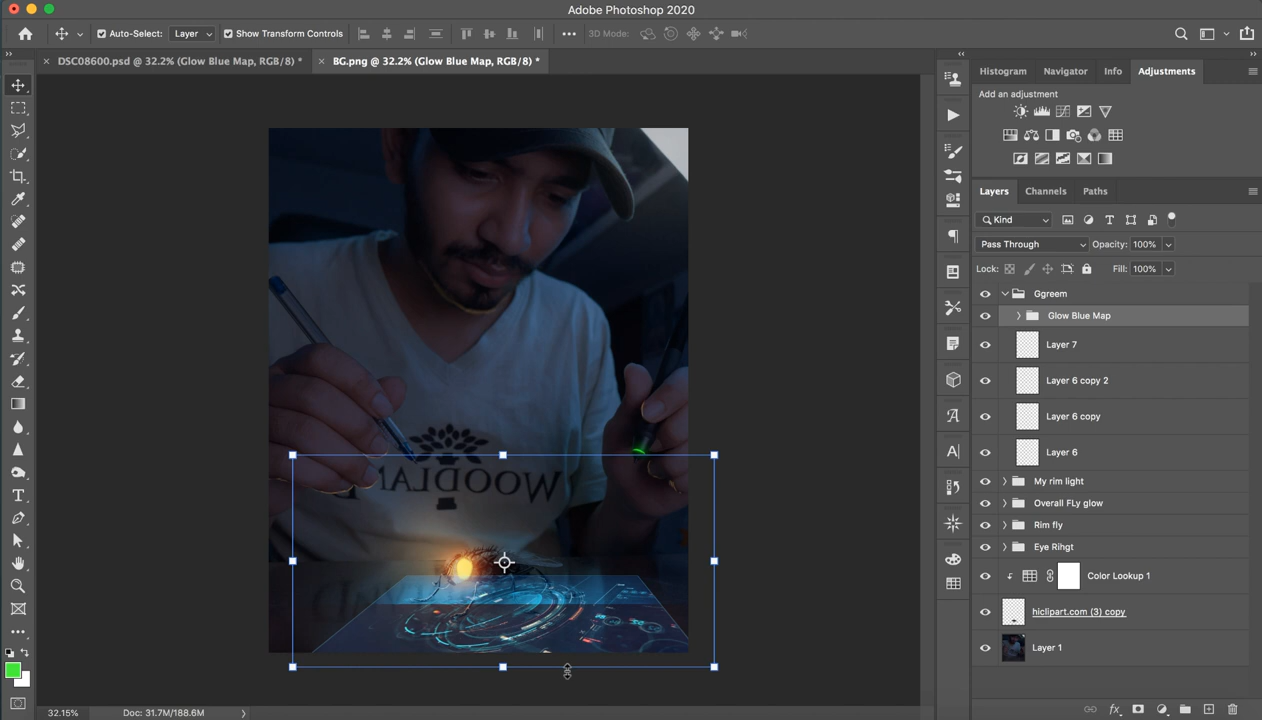 Adobe Photoshop 2020
Auto-Select: Layer Show Transform Controls 3D Mode:
DSC08600.psd @ 32.2% (Glow Blue Map, RGB/8) *
BG.png @ 32.2% (Glow Blue Map, RGB/8) *
Histogram Navigator Info Adjustments
Add an adjustment
Layers Channels Paths
Kind
Pass Through Opacity: 100%
Lock: Fill: 100%
Ggreem
Glow Blue Map
Layer 7
Layer 6 copy 2
Layer 6 copy
Layer 6
My rim light
Overall FLy glow
Rim fly
Eye Rihgt
Color Lookup 1
hiclipart.com (3) copy
Layer 1
WOODLAN
32.15% Doc: 31.7M/188.6M